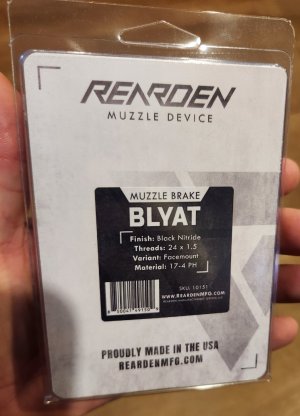 REARDEN
MUZZLE DEVICE
MUZZLE BRAKE
BLYAT
Finish: Black Nitride
Threads: 24 x 1.5
Variant: Facemount
Material: 17-4 PH
SKU: 10151
www.REARDENMFG.COM
PROUDLY MADE IN THE USA
REARDENMFG.COM